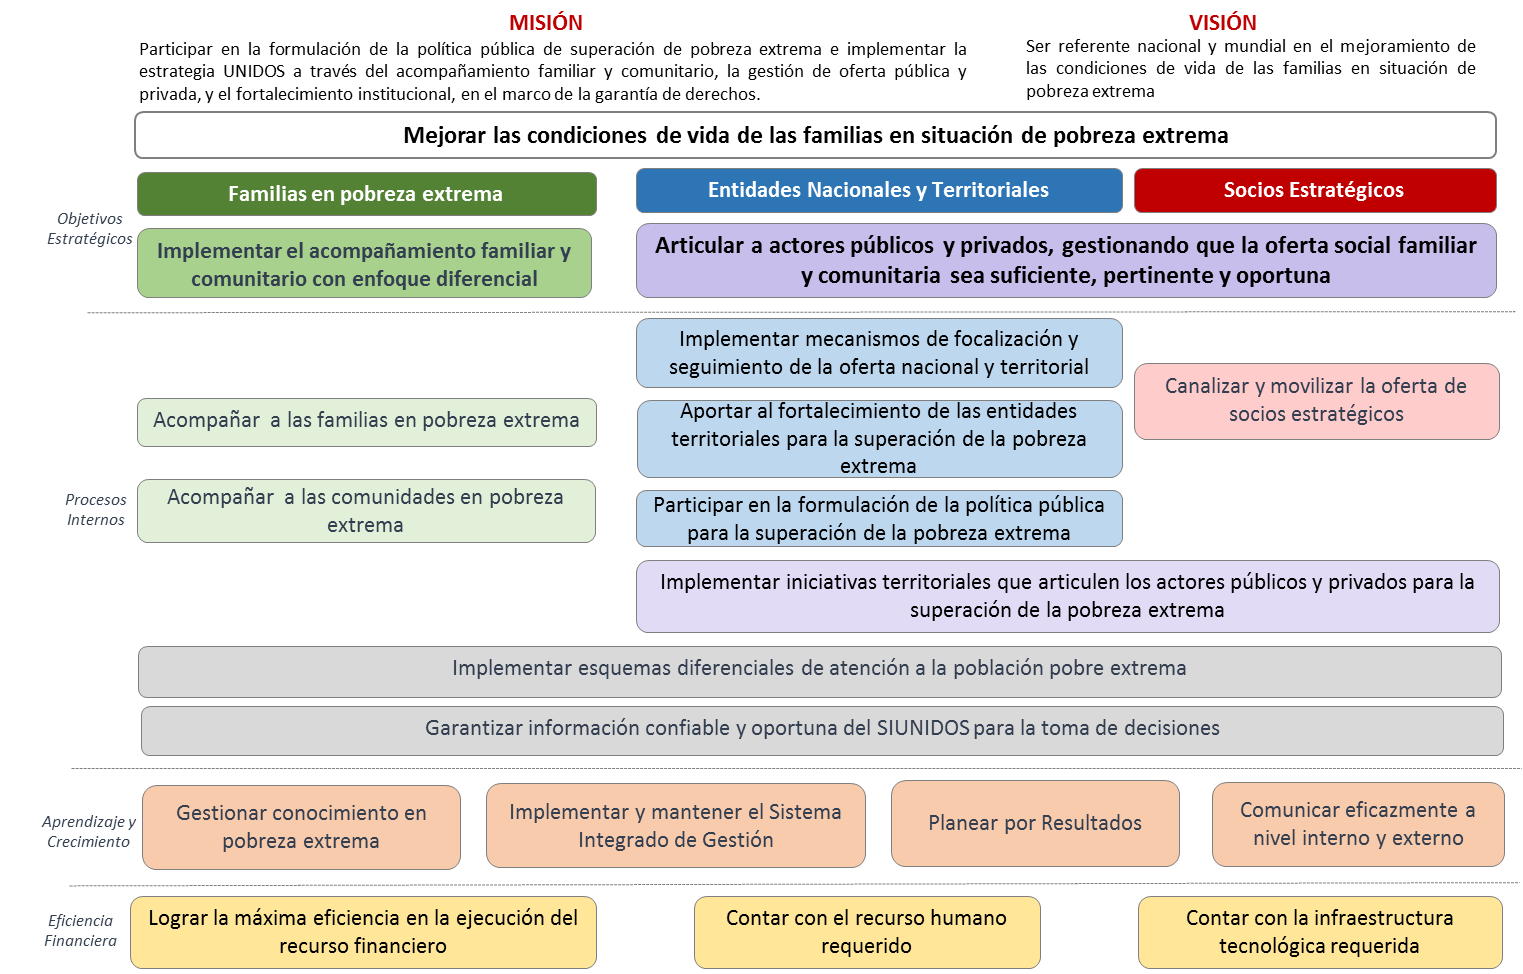 MISIÓN
Participar en la formulación de la política pública de superación de pobreza extrema e implementar la
estrategia UNIDOS a través del acompañamiento familiar y comunitario, la gestión de oferta pública y
privada, y el fortalecimiento institucional, en el marco de la garantía de derechos.
VISIÓN
Ser referente nacional y mundial en el mejoramiento de
las condiciones de vida de las familias en situación de
pobreza extrema
Mejorar las condiciones de vida de las familias en situación de pobreza extrema
Objetivos
Estratégicos
Familias en pobreza extrema
Entidades Nacionales y Territoriales
Socios Estratégicos
Implementar el acompañamiento familiar y
comunitario con enfoque diferencial
Articular a actores públicos y privados, gestionando que la oferta social familiar
y comunitaria sea suficiente, pertinente y oportuna
Procesos
Internos
Acompañar a las familias en pobreza extrema
Acompañar a las comunidades en pobreza
extrema
Implementar mecanismos de focalización y
seguimiento de la oferta nacional y territorial
Aportar al fortalecimiento de las entidades
territoriales para la superación de la pobreza
extrema
Participar en la formulación de la política pública
para la superación de la pobreza extrema
Canalizar y movilizar la oferta de
socios estratégicos
Implementar iniciativas territoriales que articulen los actores públicos y privados para la
superación de la pobreza extrema
Implementar esquemas diferenciales de atención a la población pobre extrema
Garantizar información confiable y oportuna del SIUNIDOS para la toma de decisiones
Aprendizaje y
Crecimiento
Gestionar conocimiento en
pobreza extrema
Implementar y mantener el Sistema
Integrado de Gestión
Planear por Resultados
Comunicar eficazmente a
nivel interno y externo
Eficiencia
Financiera
Lograr la máxima eficiencia en la ejecución del
recurso financiero
Contar con el recurso humano
requerido
Contar con la infraestructura
tecnológica requerida